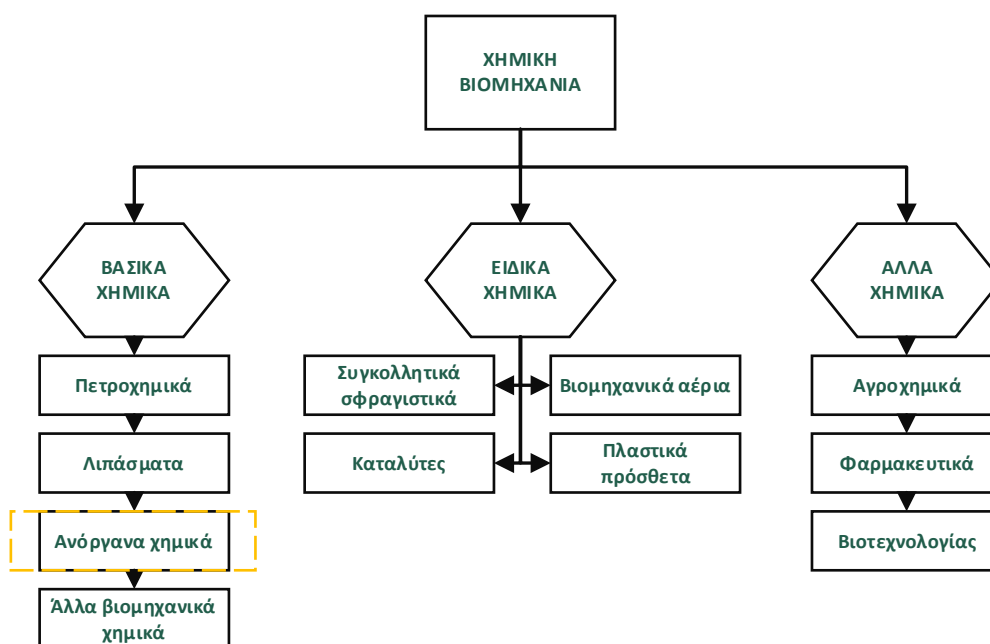 ΧΗΜΙΚΗ
ΒΙΟΜΗΧΑΝΙΑ
ΒΑΣΙΚΑ
ΧΗΜΙΚΑ
Πετροχημικά
Λιπάσματα
Ανόργανα χημικά
Άλλα βιομηχανικά
χημικά
ΕΙΔΙΚΑ
ΧΗΜΙΚΑ
Συγκολλητικά
σφραγιστικά
Βιομηχανικά αέρια
Καταλύτες
Πλαστικά
πρόσθετα
ΑΛΛΑ
ΧΗΜΙΚΑ
Αγροχημικά
Φαρμακευτικά
Βιοτεχνολογίας